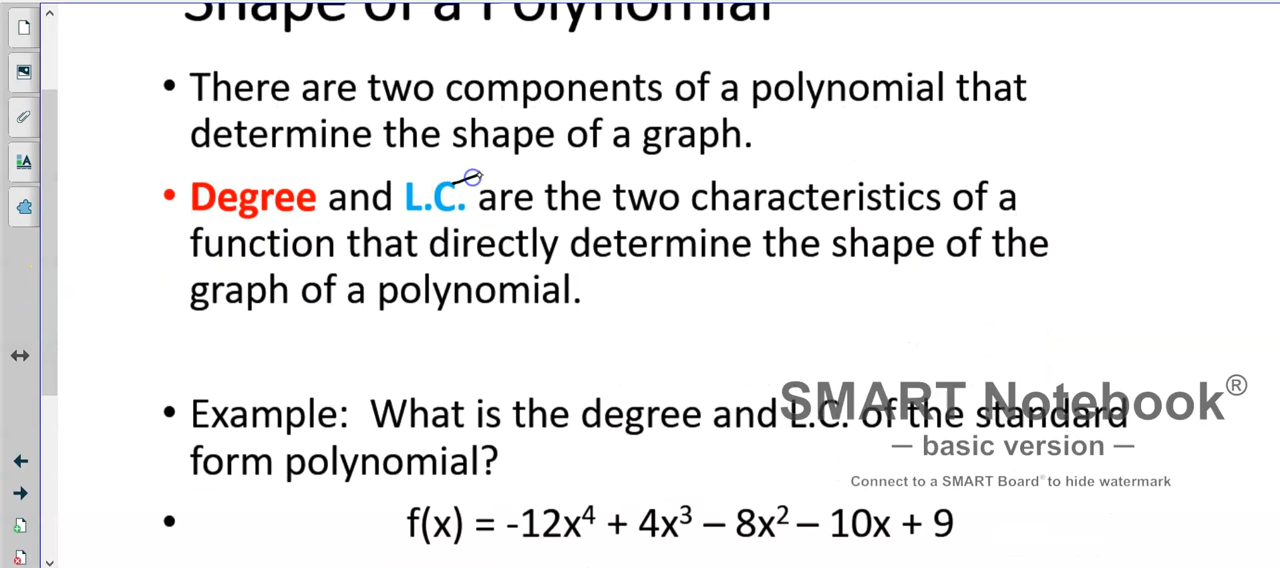 Shape of a Polynomial
• There are two components of a polynomial that
determine the shape of a graph.
• Degree and L.C. are the two characteristics of a
function that directly determine the shape of the
graph of a polynomial.
• Example: What is the degree and L.C. of the standard
form polynomial?
• f(x) = -12x⁴ + 4x³ – 8x² – 10x + 9
SMART Notebook®
— basic version —
Connect to a SMART Board® to hide watermark